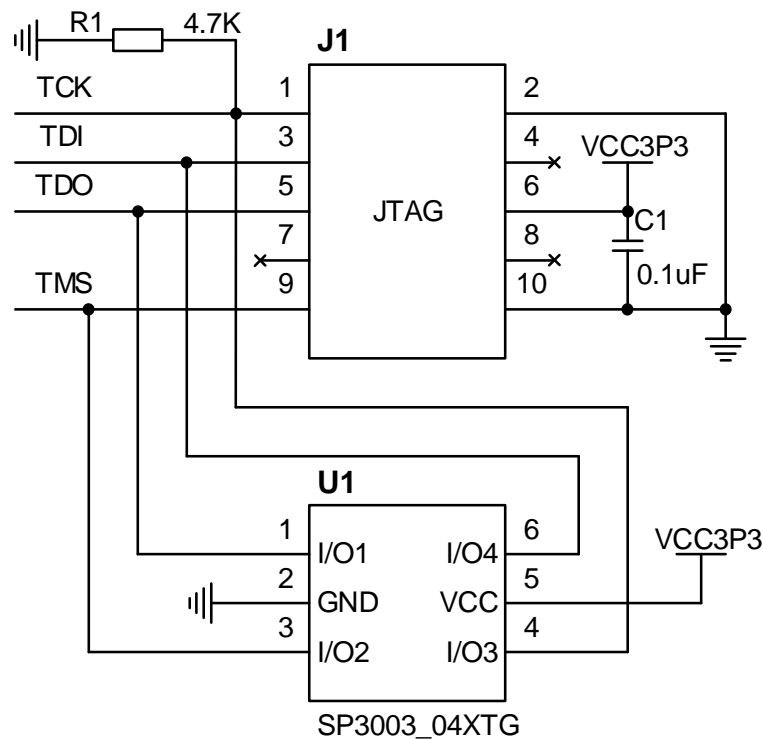 R1 4.7K
J1
TCK 1 2
TDI 3 4 VCC3P3
TDO 5 6
JTAG C1
7 8
0.1uF
TMS 9 10
U1
1 I/O1 I/O4 6 VCC3P3
2 GND VCC 5
3 I/O2 I/O3 4
SP3003_04XTG